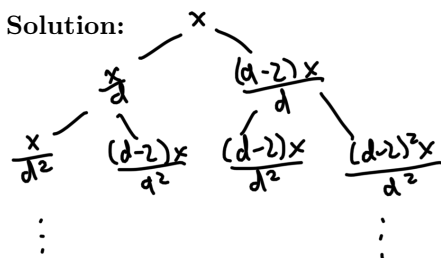 Solution: x
x/d (d-2)x/d
x/d² (d-2)x/d² (d-2)x/d² (d-2)²x/d²
⋮ ⋮